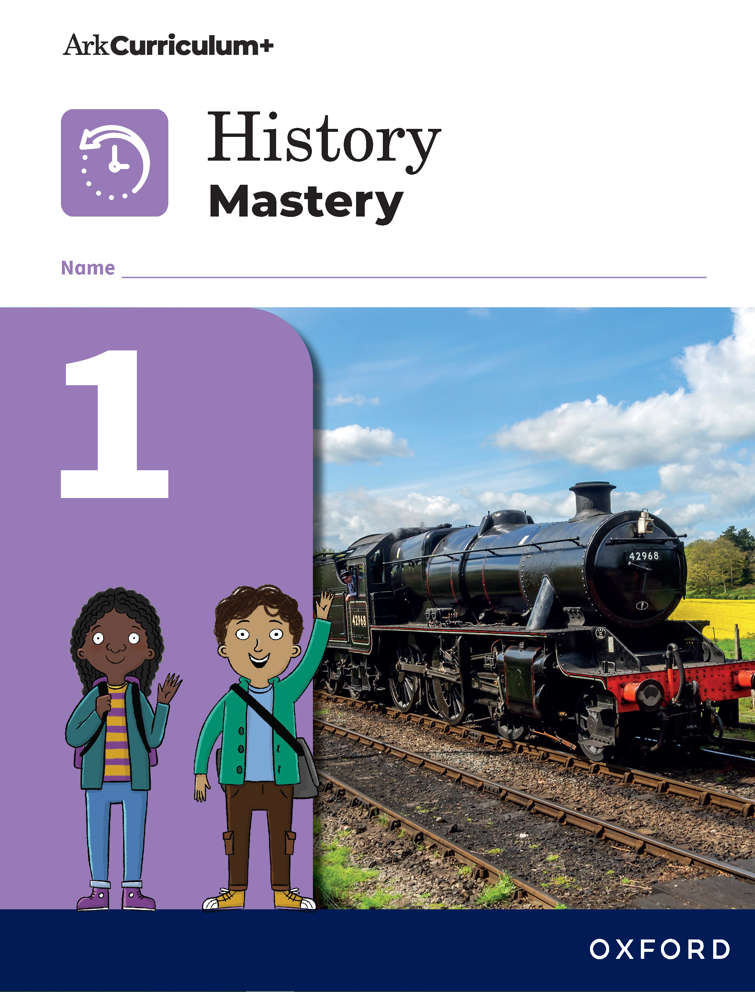 ArkCurriculum+
History
Mastery
Name
1
42968
42968
OXFORD